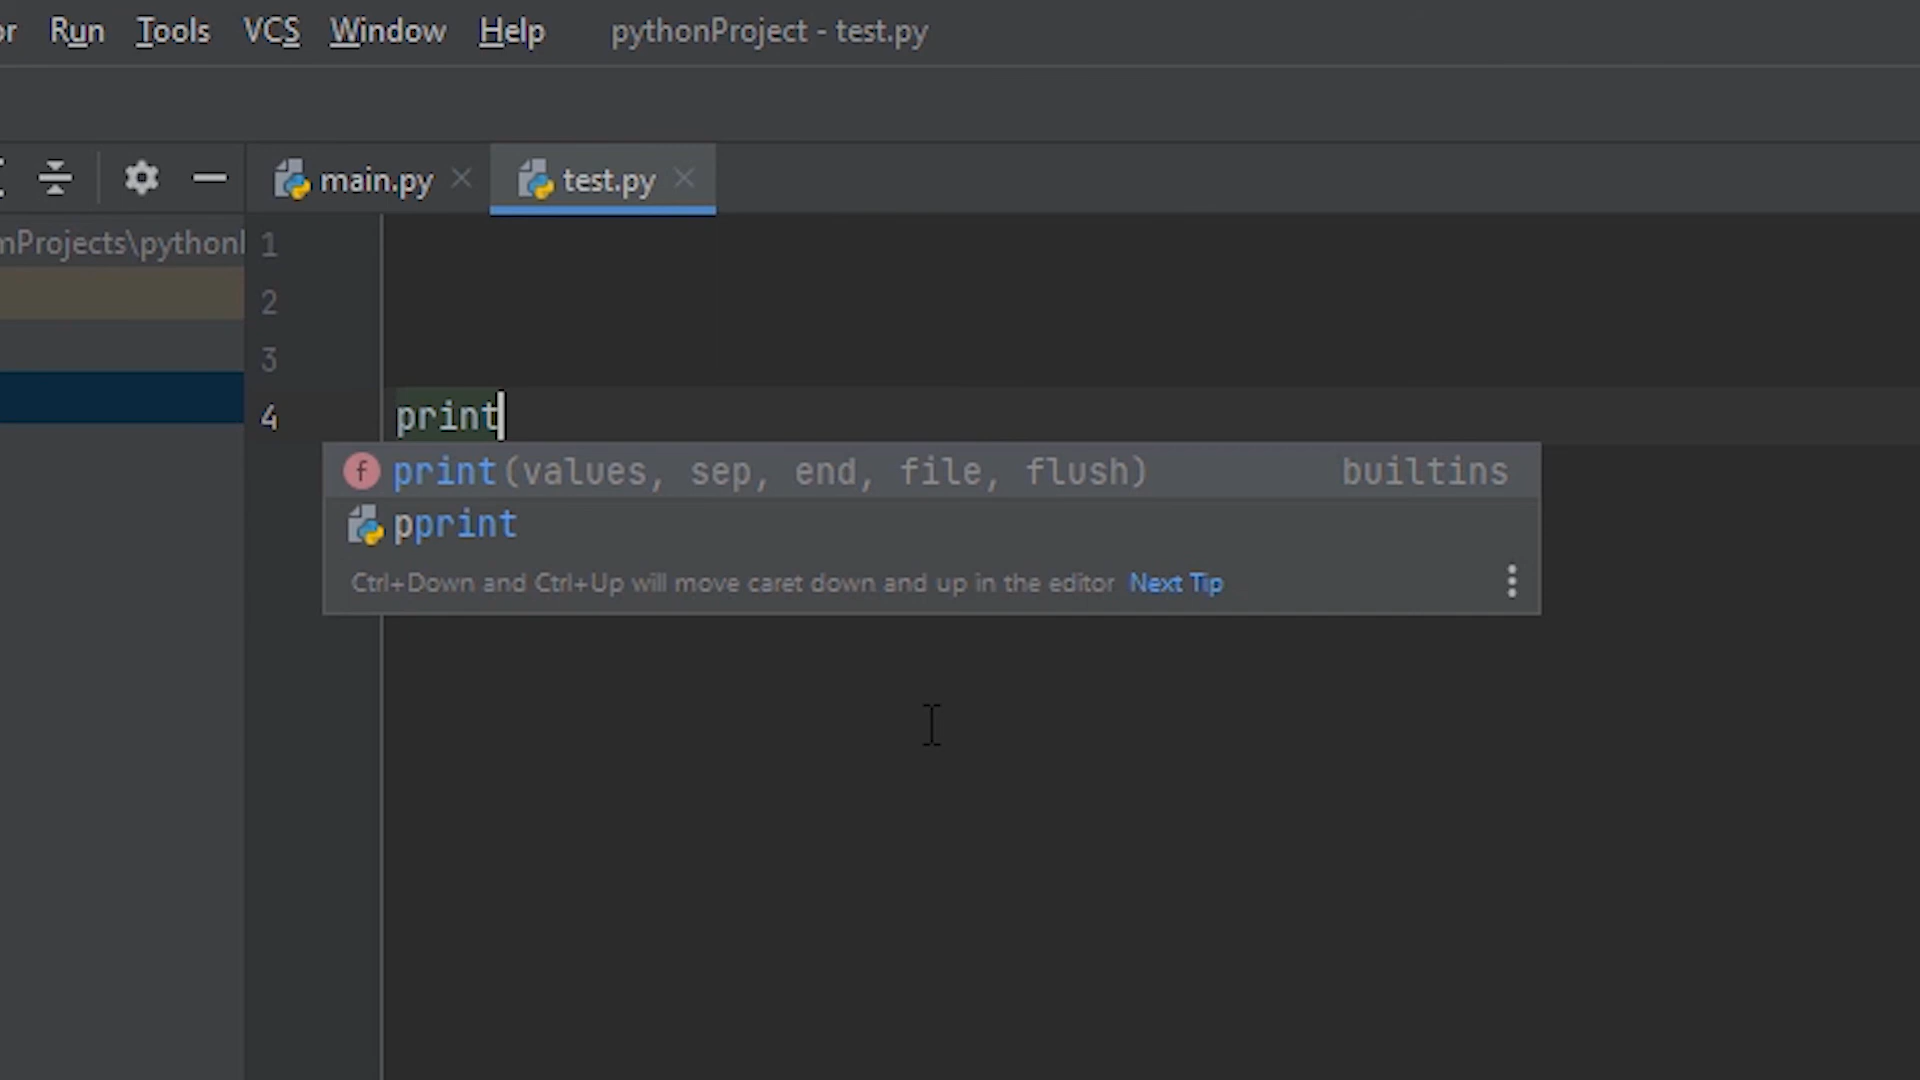 Run Tools VCS Window Help pythonProject - test.py
main.py test.py
1
2
3
4 print
f print(values, sep, end, file, flush) builtins
pprint
Ctrl+Down and Ctrl+Up will move caret down and up in the editor Next Tip